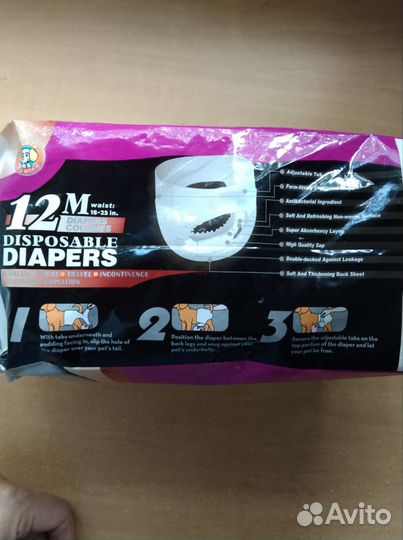 12 M waist:
18-25 in.
DIAPERS
COUCHES
DISPOSABLE
DIAPERS
TRAVEL • INCONTINENCE
Adjustable
Antibacterial Ingredient
Soft And Refreshing Non-woven Surface
Super Absorbency Layer
High Quality Sap
Double-decked Against Leakage
Soft And Thickening Back Sheet
1
With tabs underneath and
padding facing in, slip the hole of
the diaper over your pet's tail.
2
Position the diaper between the
back legs and snug against your
pet's underbelly.
3
Secure the adjustable tabs on the
top portion of the diaper and let
your pet be free.
Avito